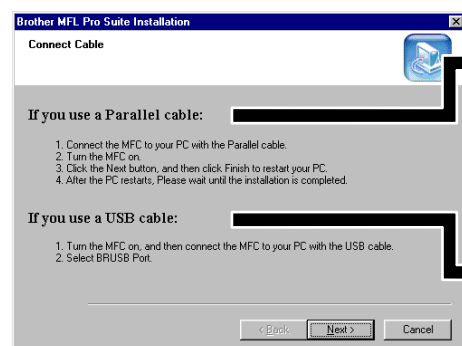 Brother MFL Pro Suite Installation
Connect Cable
If you use a Parallel cable:
1. Connect the MFC to your PC with the Parallel cable.
2. Turn the MFC on.
3. Click the Next button, and then click Finish to restart your PC.
4. After the PC restarts, Please wait until the installation is completed.
If you use a USB cable:
1. Turn the MFC on, and then connect the MFC to your PC with the USB cable.
2. Select BRUSB Port.
< Back Next > Cancel